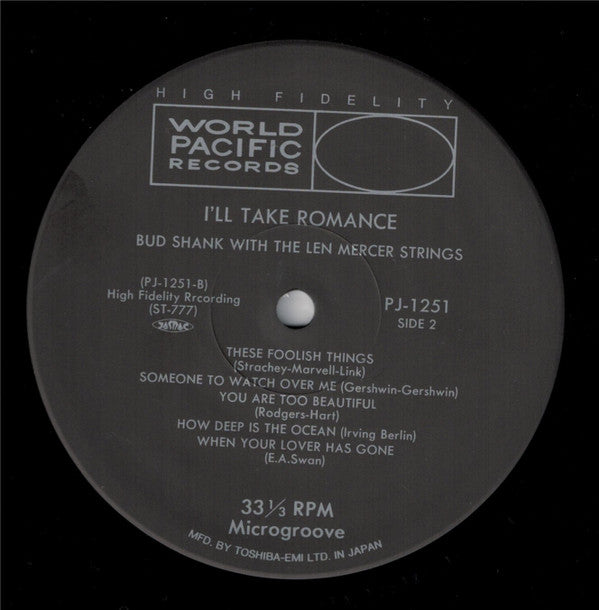 HIGH FIDELITY
WORLD
PACIFIC
RECORDS
I'LL TAKE ROMANCE
BUD SHANK WITH THE LEN MERCER STRINGS
(PJ-1251-B)
High Fidelity Rrcording
(ST-777)
PJ-1251
SIDE 2
THESE FOOLISH THINGS
(Strachey-Marvell-Link)
SOMEONE TO WATCH OVER ME (Gershwin-Gershwin)
YOU ARE TOO BEAUTIFUL
(Rodgers-Hart)
HOW DEEP IS THE OCEAN (Irving Berlin)
WHEN YOUR LOVER HAS GONE
(E.A.Swan)
33 1/3 RPM
Microgroove
MFD. BY TOSHIBA-EMI LTD. IN JAPAN